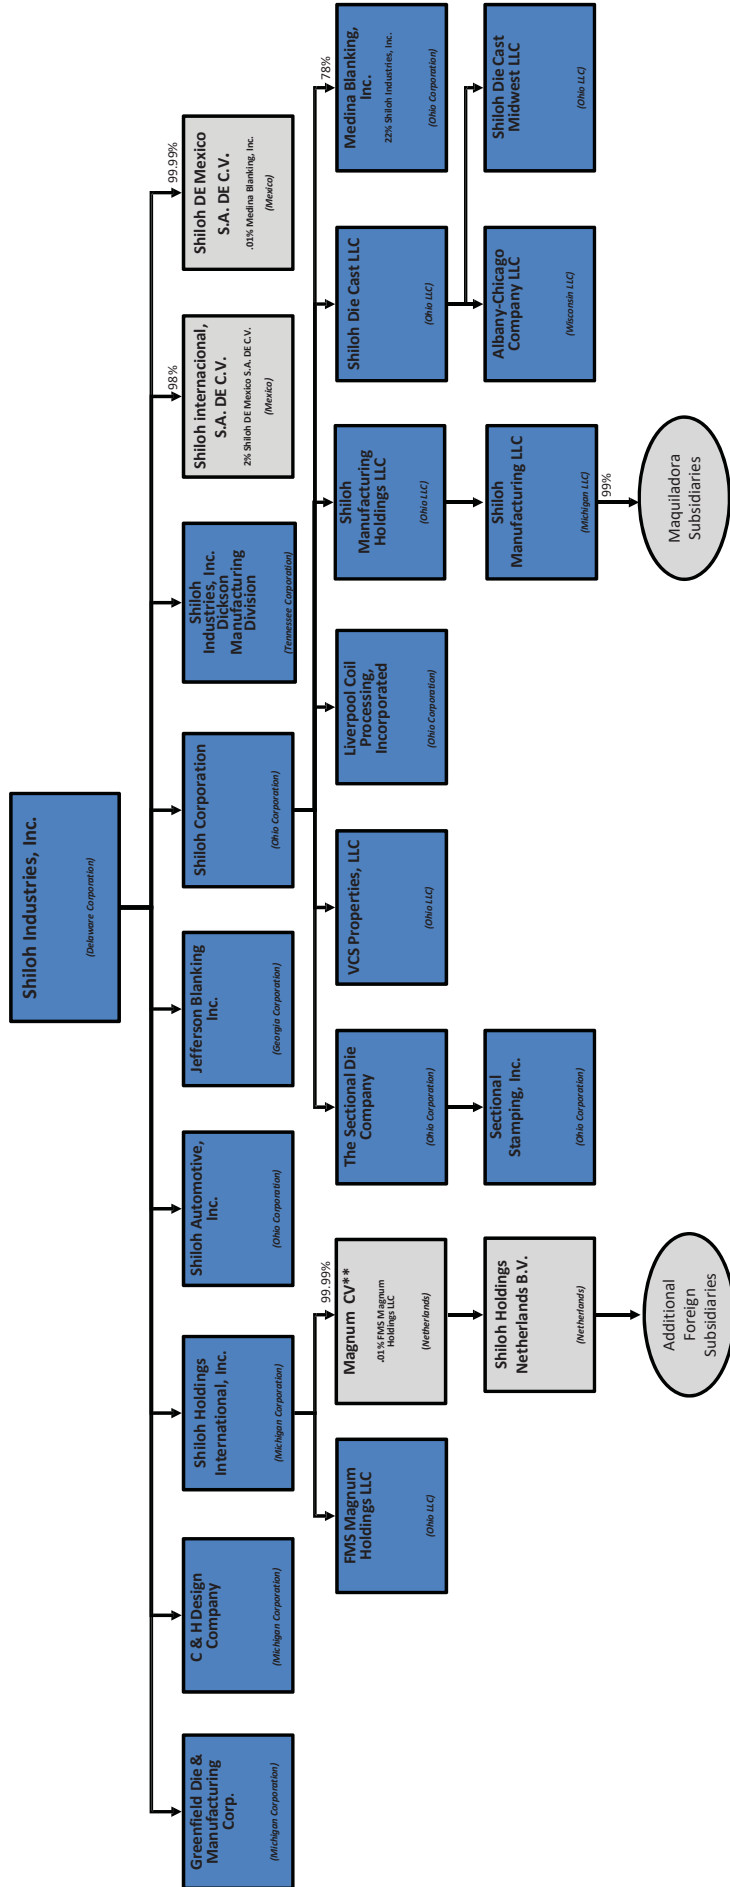 Shiloh Industries, Inc.
(Delaware Corporation)
Greenfield Die &
Manufacturing
Corp.
(Michigan Corporation)
C & H Design
Company
(Michigan Corporation)
Shiloh Holdings
International, Inc.
(Michigan Corporation)
Shiloh Automotive,
Inc.
(Ohio Corporation)
Jefferson Blanking
Inc.
(Georgia Corporation)
Shiloh Corporation
(Ohio Corporation)
Shiloh
Industries, Inc.
Dickson
Manufacturing
Division
(Tennessee Corporation)
98%
Shiloh internacional,
S.A. DE C.V.
2% Shiloh DE Mexico S.A. DE C.V.
(Mexico)
99.99%
Shiloh DE Mexico
S.A. DE C.V.
.01% Medina Blanking, Inc.
(Mexico)
FMS Magnum
Holdings LLC
(Ohio LLC)
99.99%
Magnum CV**
.01% FMS Magnum
Holdings LLC
(Netherlands)
The Sectional Die
Company
(Ohio Corporation)
VCS Properties, LLC
(Ohio LLC)
Liverpool Coil
Processing,
Incorporated
(Ohio Corporation)
Shiloh
Manufacturing
Holdings LLC
(Ohio LLC)
Shiloh Die Cast LLC
(Ohio LLC)
78%
Medina Blanking,
Inc.
22% Shiloh Industries, Inc.
(Ohio Corporation)
Shiloh Holdings
Netherlands B.V.
(Netherlands)
Sectional
Stamping, Inc.
(Ohio Corporation)
Shiloh
Manufacturing LLC
(Michigan LLC)
Albany-Chicago
Company LLC
(Wisconsin LLC)
Shiloh Die Cast
Midwest LLC
(Ohio LLC)
Additional
Foreign
Subsidiaries
99%
Maquiladora
Subsidiaries